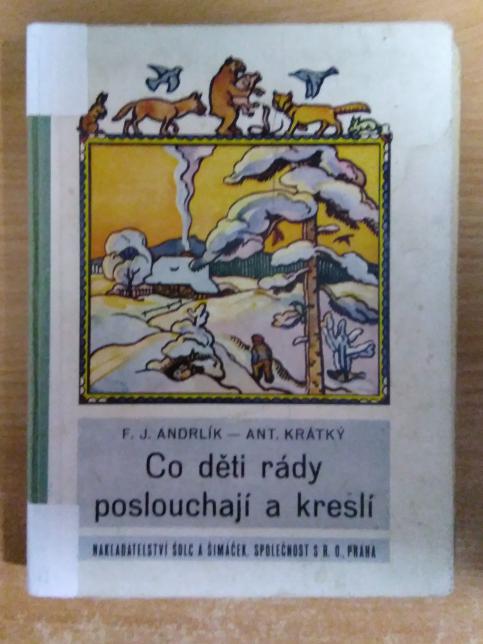 F. J. ANDRLÍK — ANT. KRÁTKÝ
Co děti rády
poslouchají a kreslí
NAKLADATELSTVÍ ŠOLC A ŠIMÁČEK, SPOLEČNOST S R. O., PRAHA